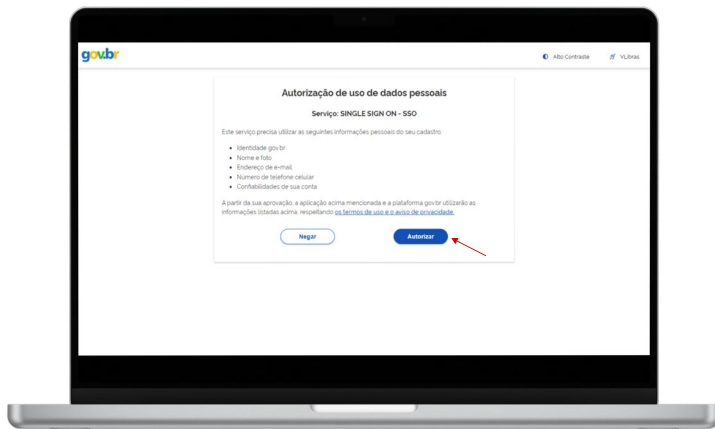 gov.br
Alto Contraste
VLibras
Autorização de uso de dados pessoais
Serviço: SINGLE SIGN ON - SSO
Este serviço precisa utilizar as seguintes informações pessoais do seu cadastro:
• Identidade gov.br
• Nome e foto
• Endereço de e-mail
• Número de telefone celular
• Confiabilidades de sua conta
A partir da sua aprovação, a aplicação acima mencionada e a plataforma gov.br utilizarão as
informações listadas acima, respeitando os termos de uso e o aviso de privacidade.
Negar
Autorizar